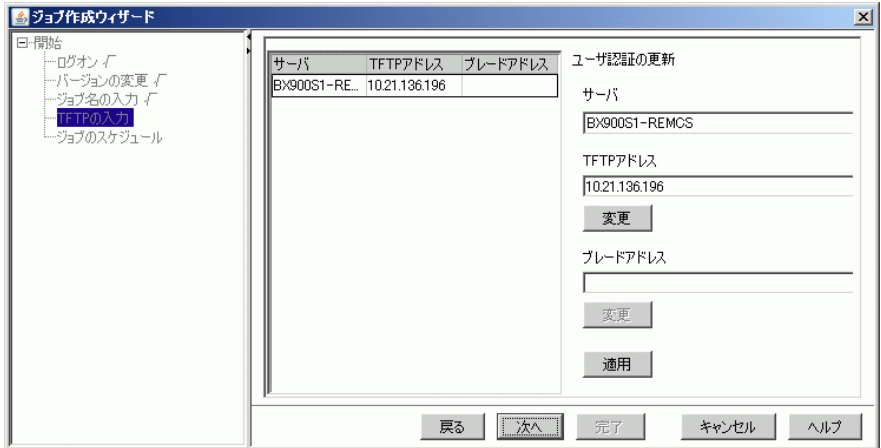 ジョブ作成ウィザード
開始
ログオン √
バージョンの変更 √
ジョブ名の入力 √
TFTPの入力
ジョブのスケジュール
サーバ TFTPアドレス ブレードアドレス
BX900S1-RE... 10.21.136.196
ユーザ認証の更新
サーバ
BX900S1-REMCS
TFTPアドレス
10.21.136.196
変更
ブレードアドレス
変更
適用
戻る 次へ 完了 キャンセル ヘルプ